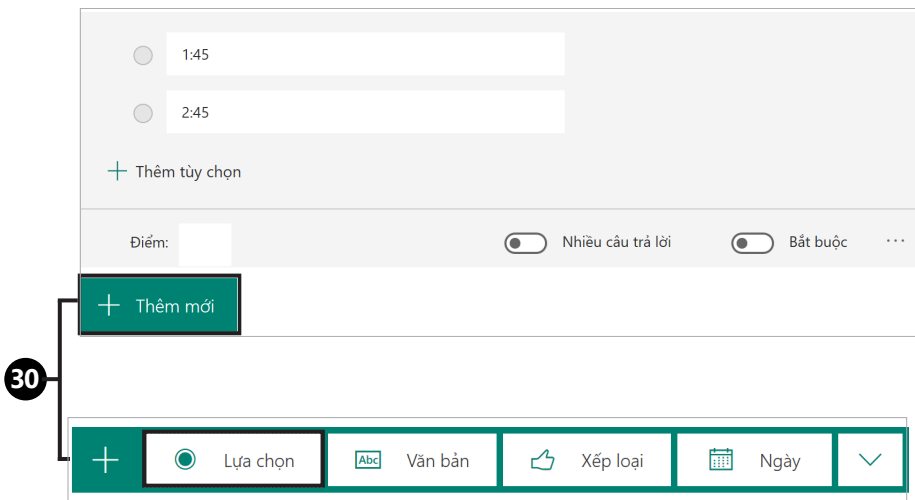 1:45
2:45
Thêm tùy chọn
Điểm: Nhiều câu trả lời Bắt buộc ...
Thêm mới
30
Lựa chọn Abc Văn bản Xếp loại Ngày